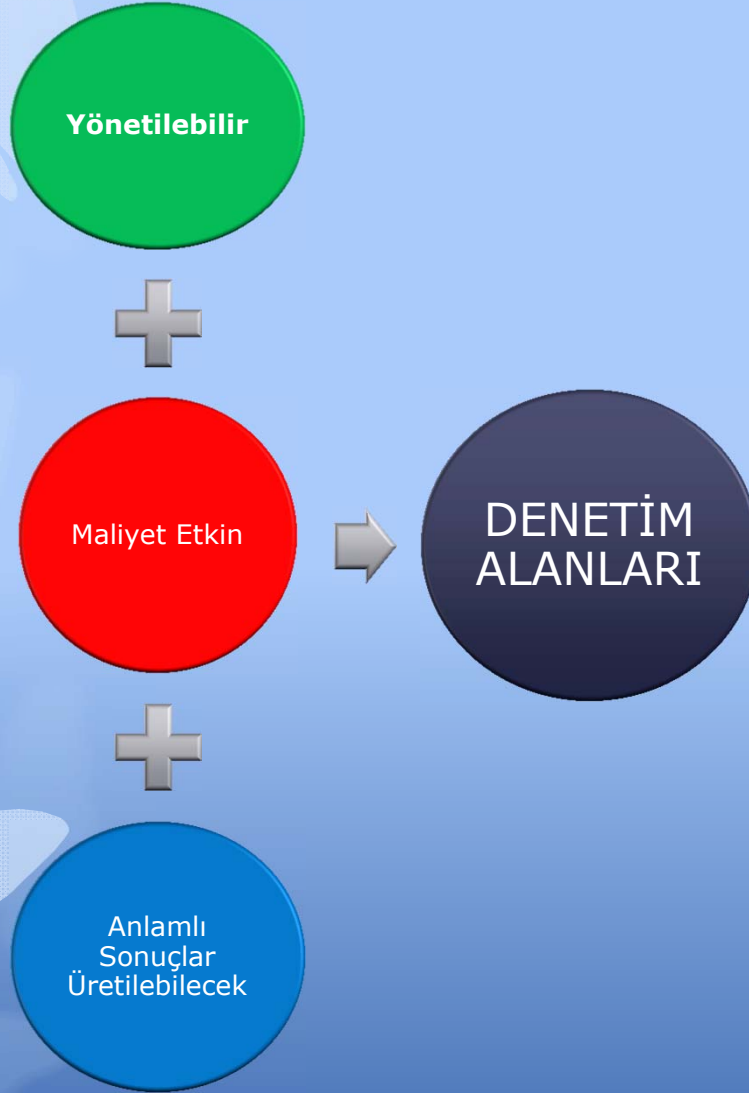 Yönetilebilir
Maliyet Etkin
DENETİM
ALANLARI
Anlamlı
Sonuçlar
Üretilebilecek